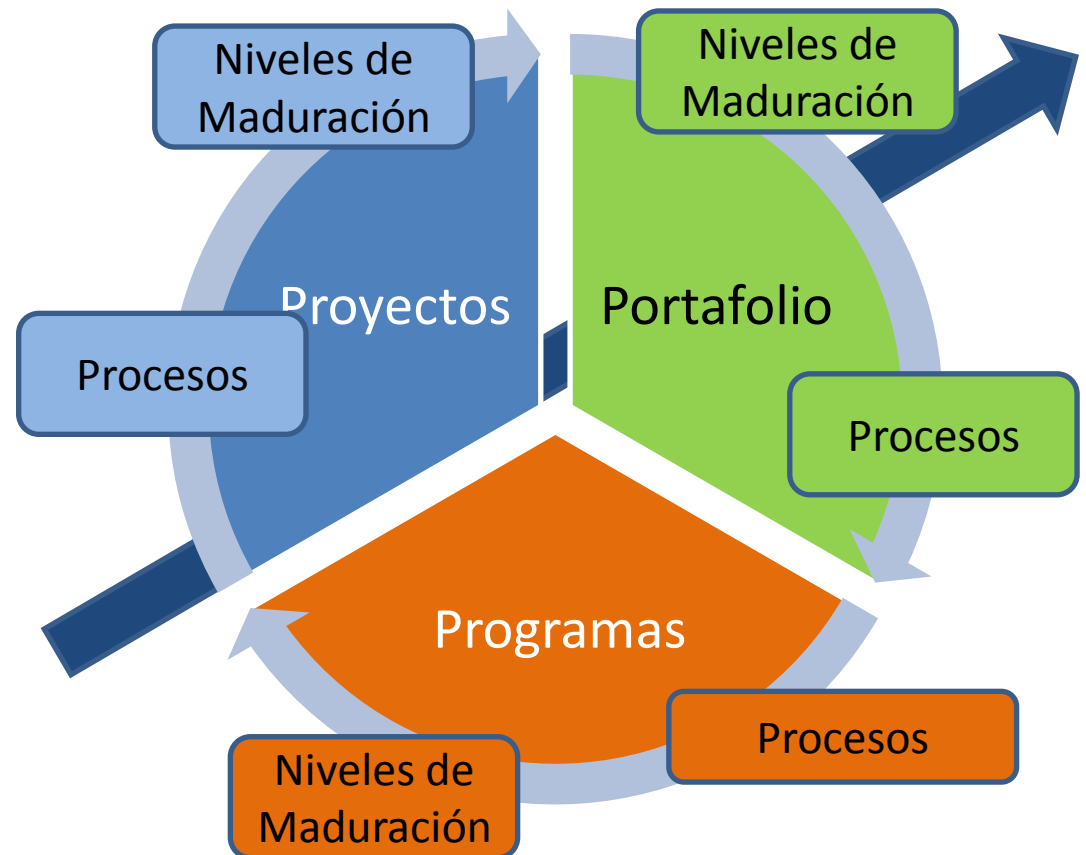 Niveles de
Maduración
Niveles de
Maduración
Proyectos
Portafolio
Procesos
Procesos
Programas
Procesos
Niveles de
Maduración